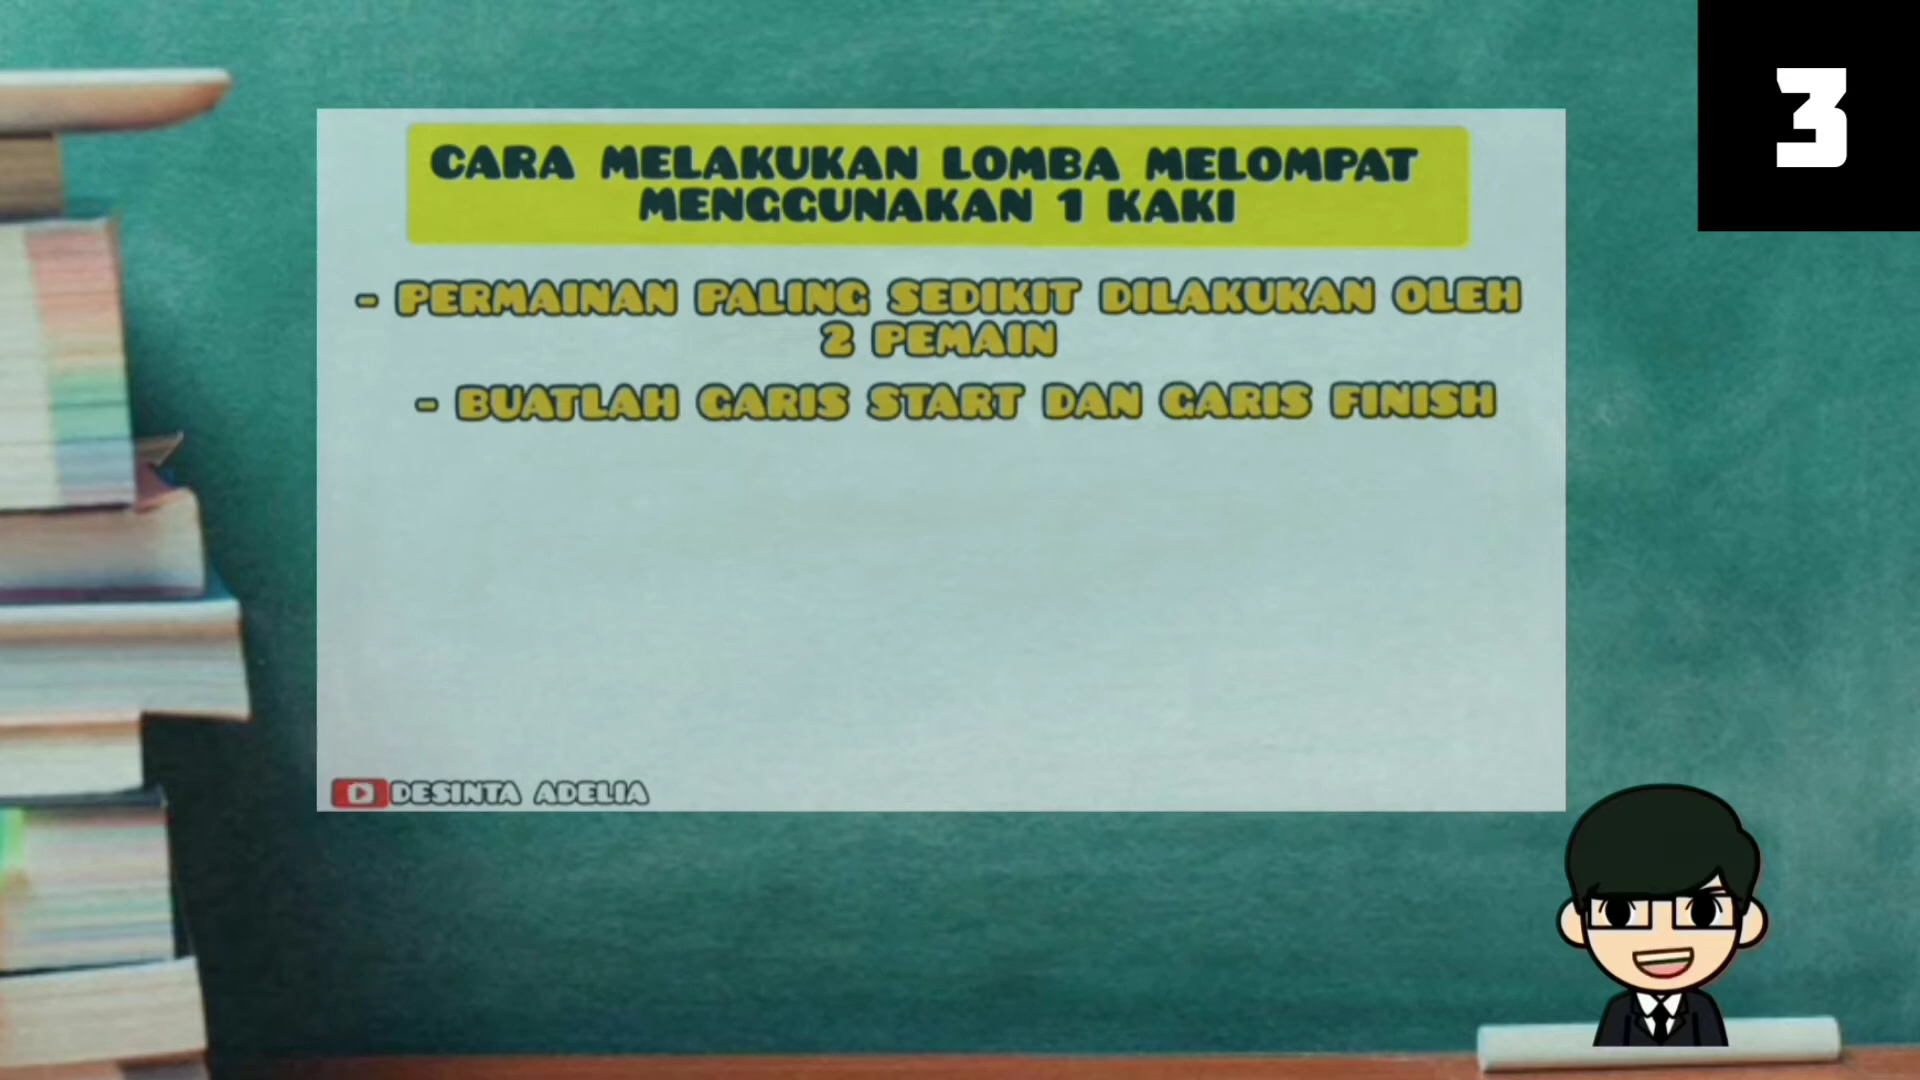 3
CARA MELAKUKAN LOMBA MELOMPAT
MENGGUNAKAN 1 KAKI
- PERMAINAN PALING SEDIKIT DILAKUKAN OLEH
2 PEMAIN
- BUATLAH GARIS START DAN GARIS FINISH
DESINTA ADELIA